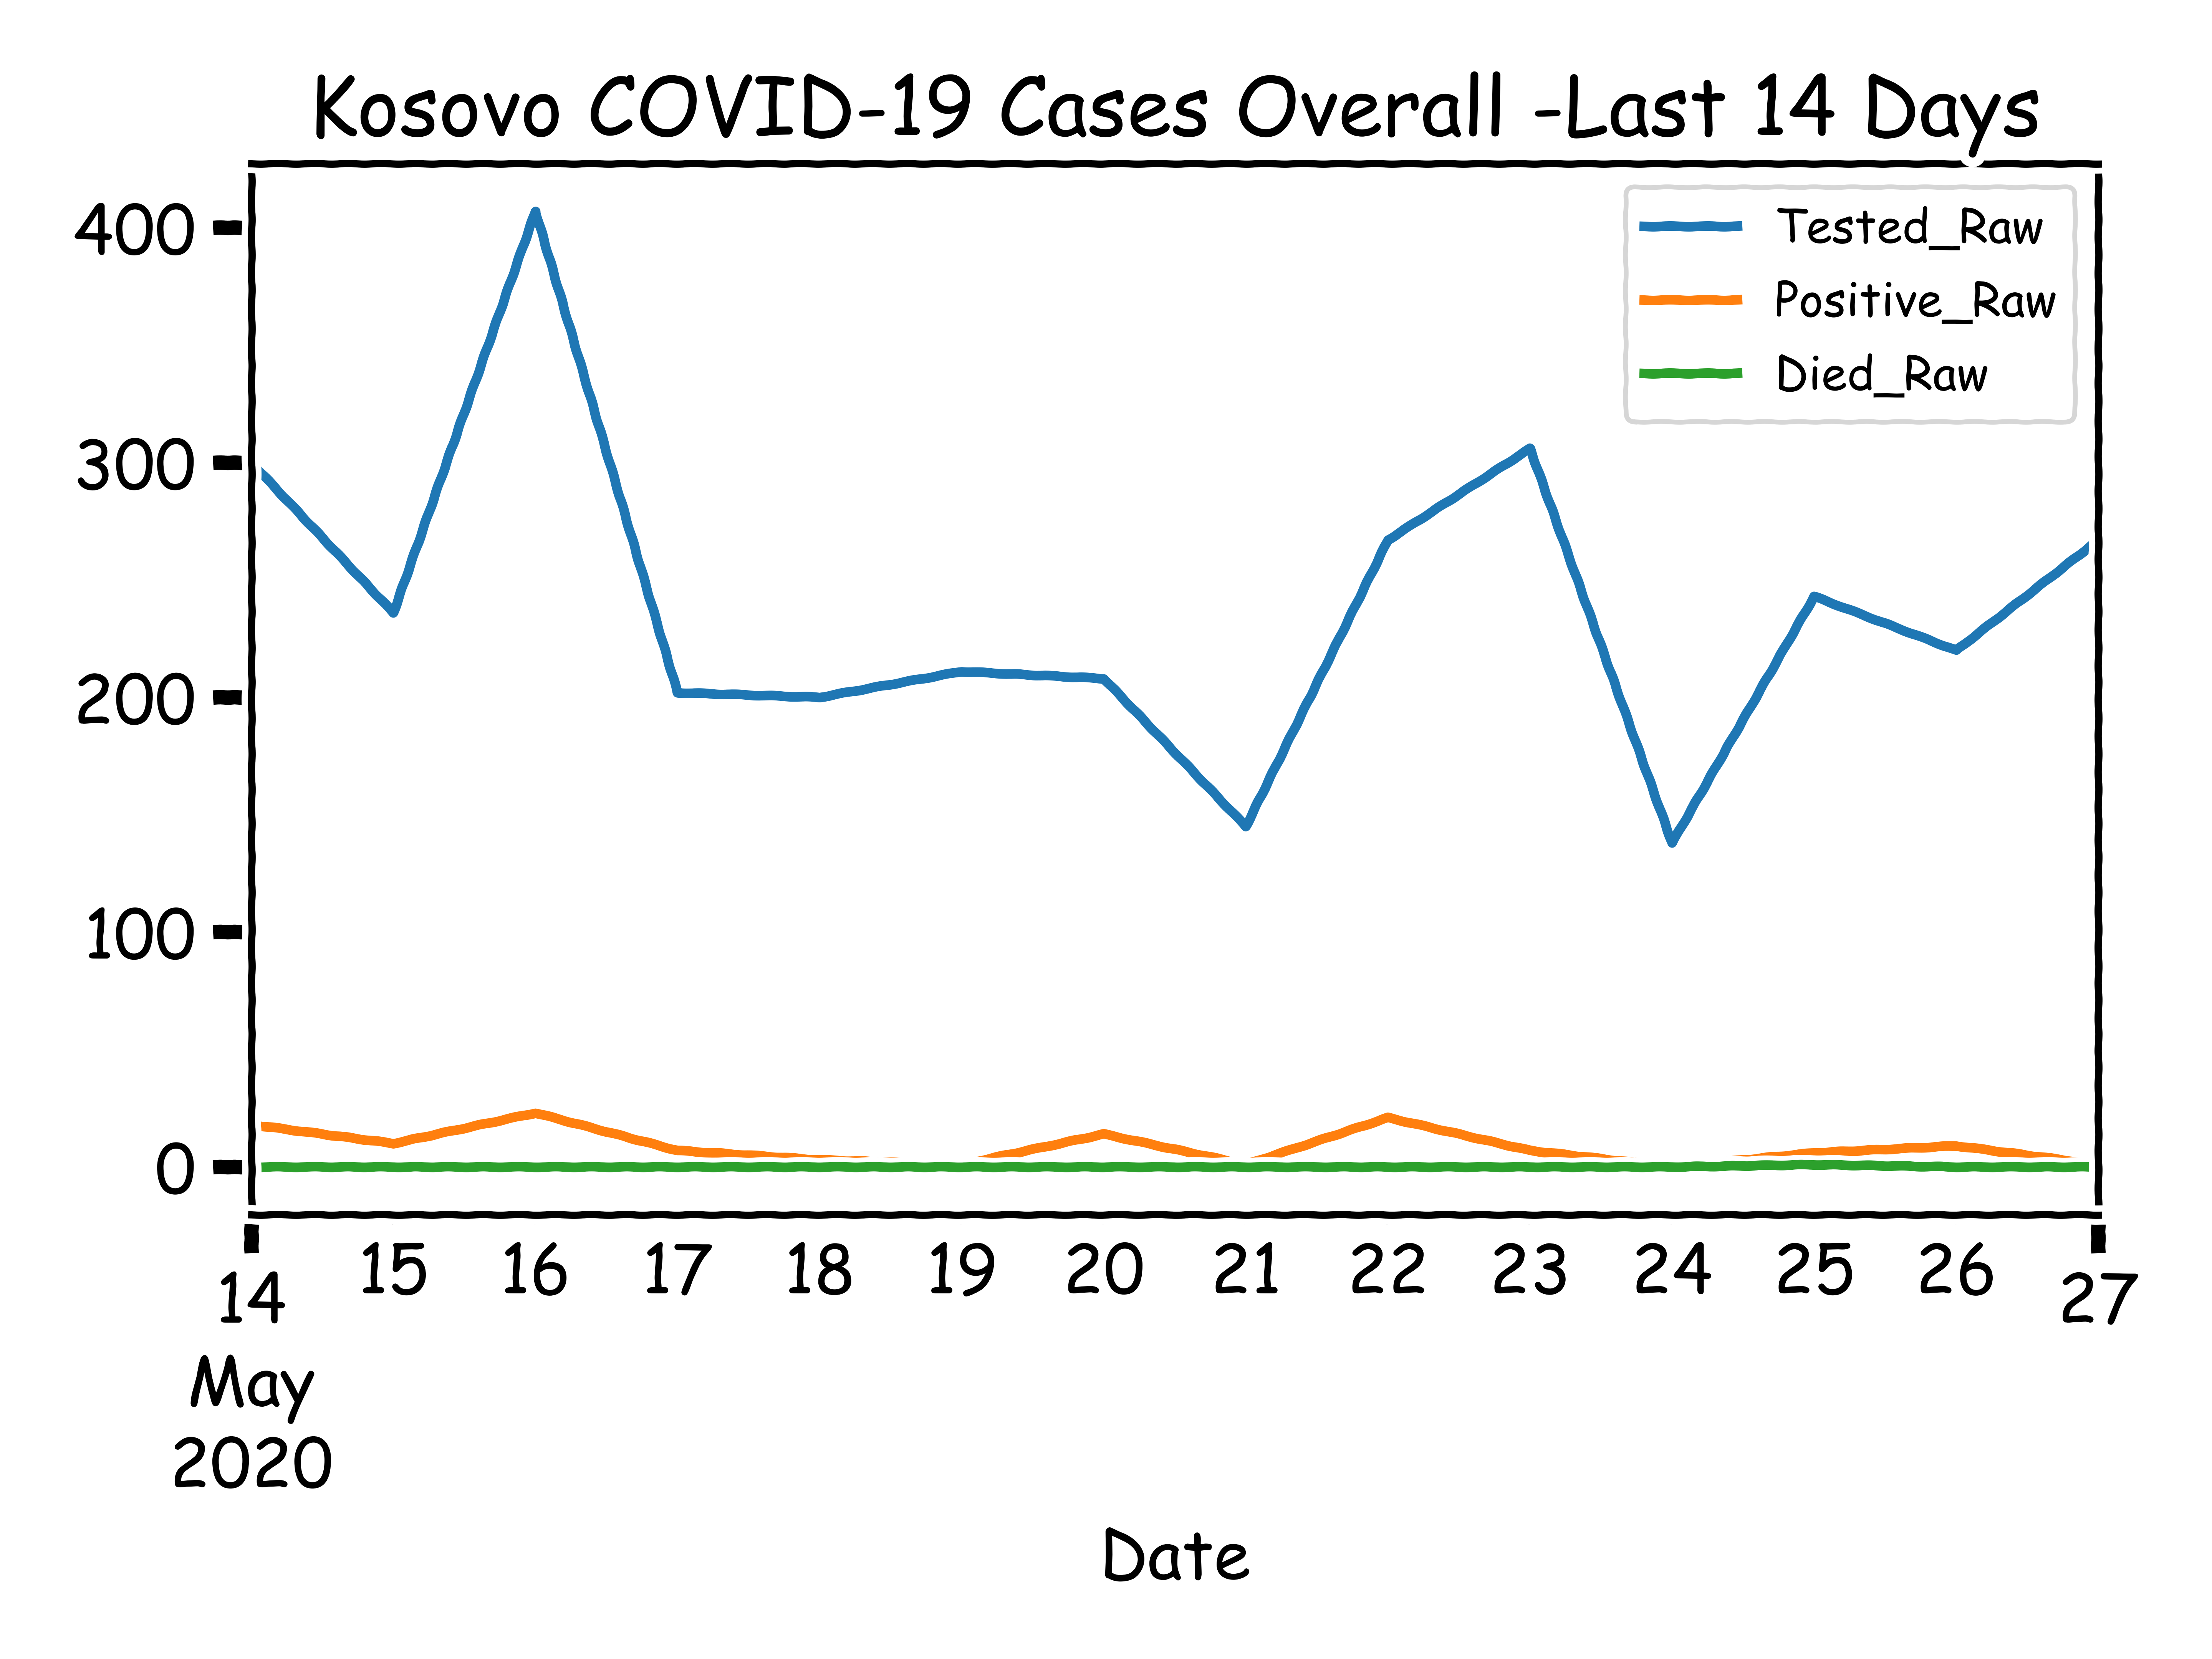 Kosovo COVID-19 Cases Overall -Last 14 Days
Tested_Raw
Positive_Raw
Died_Raw
400
300
200
100
0
14 15 16 17 18 19 20 21 22 23 24 25 26 27
May
2020
Date